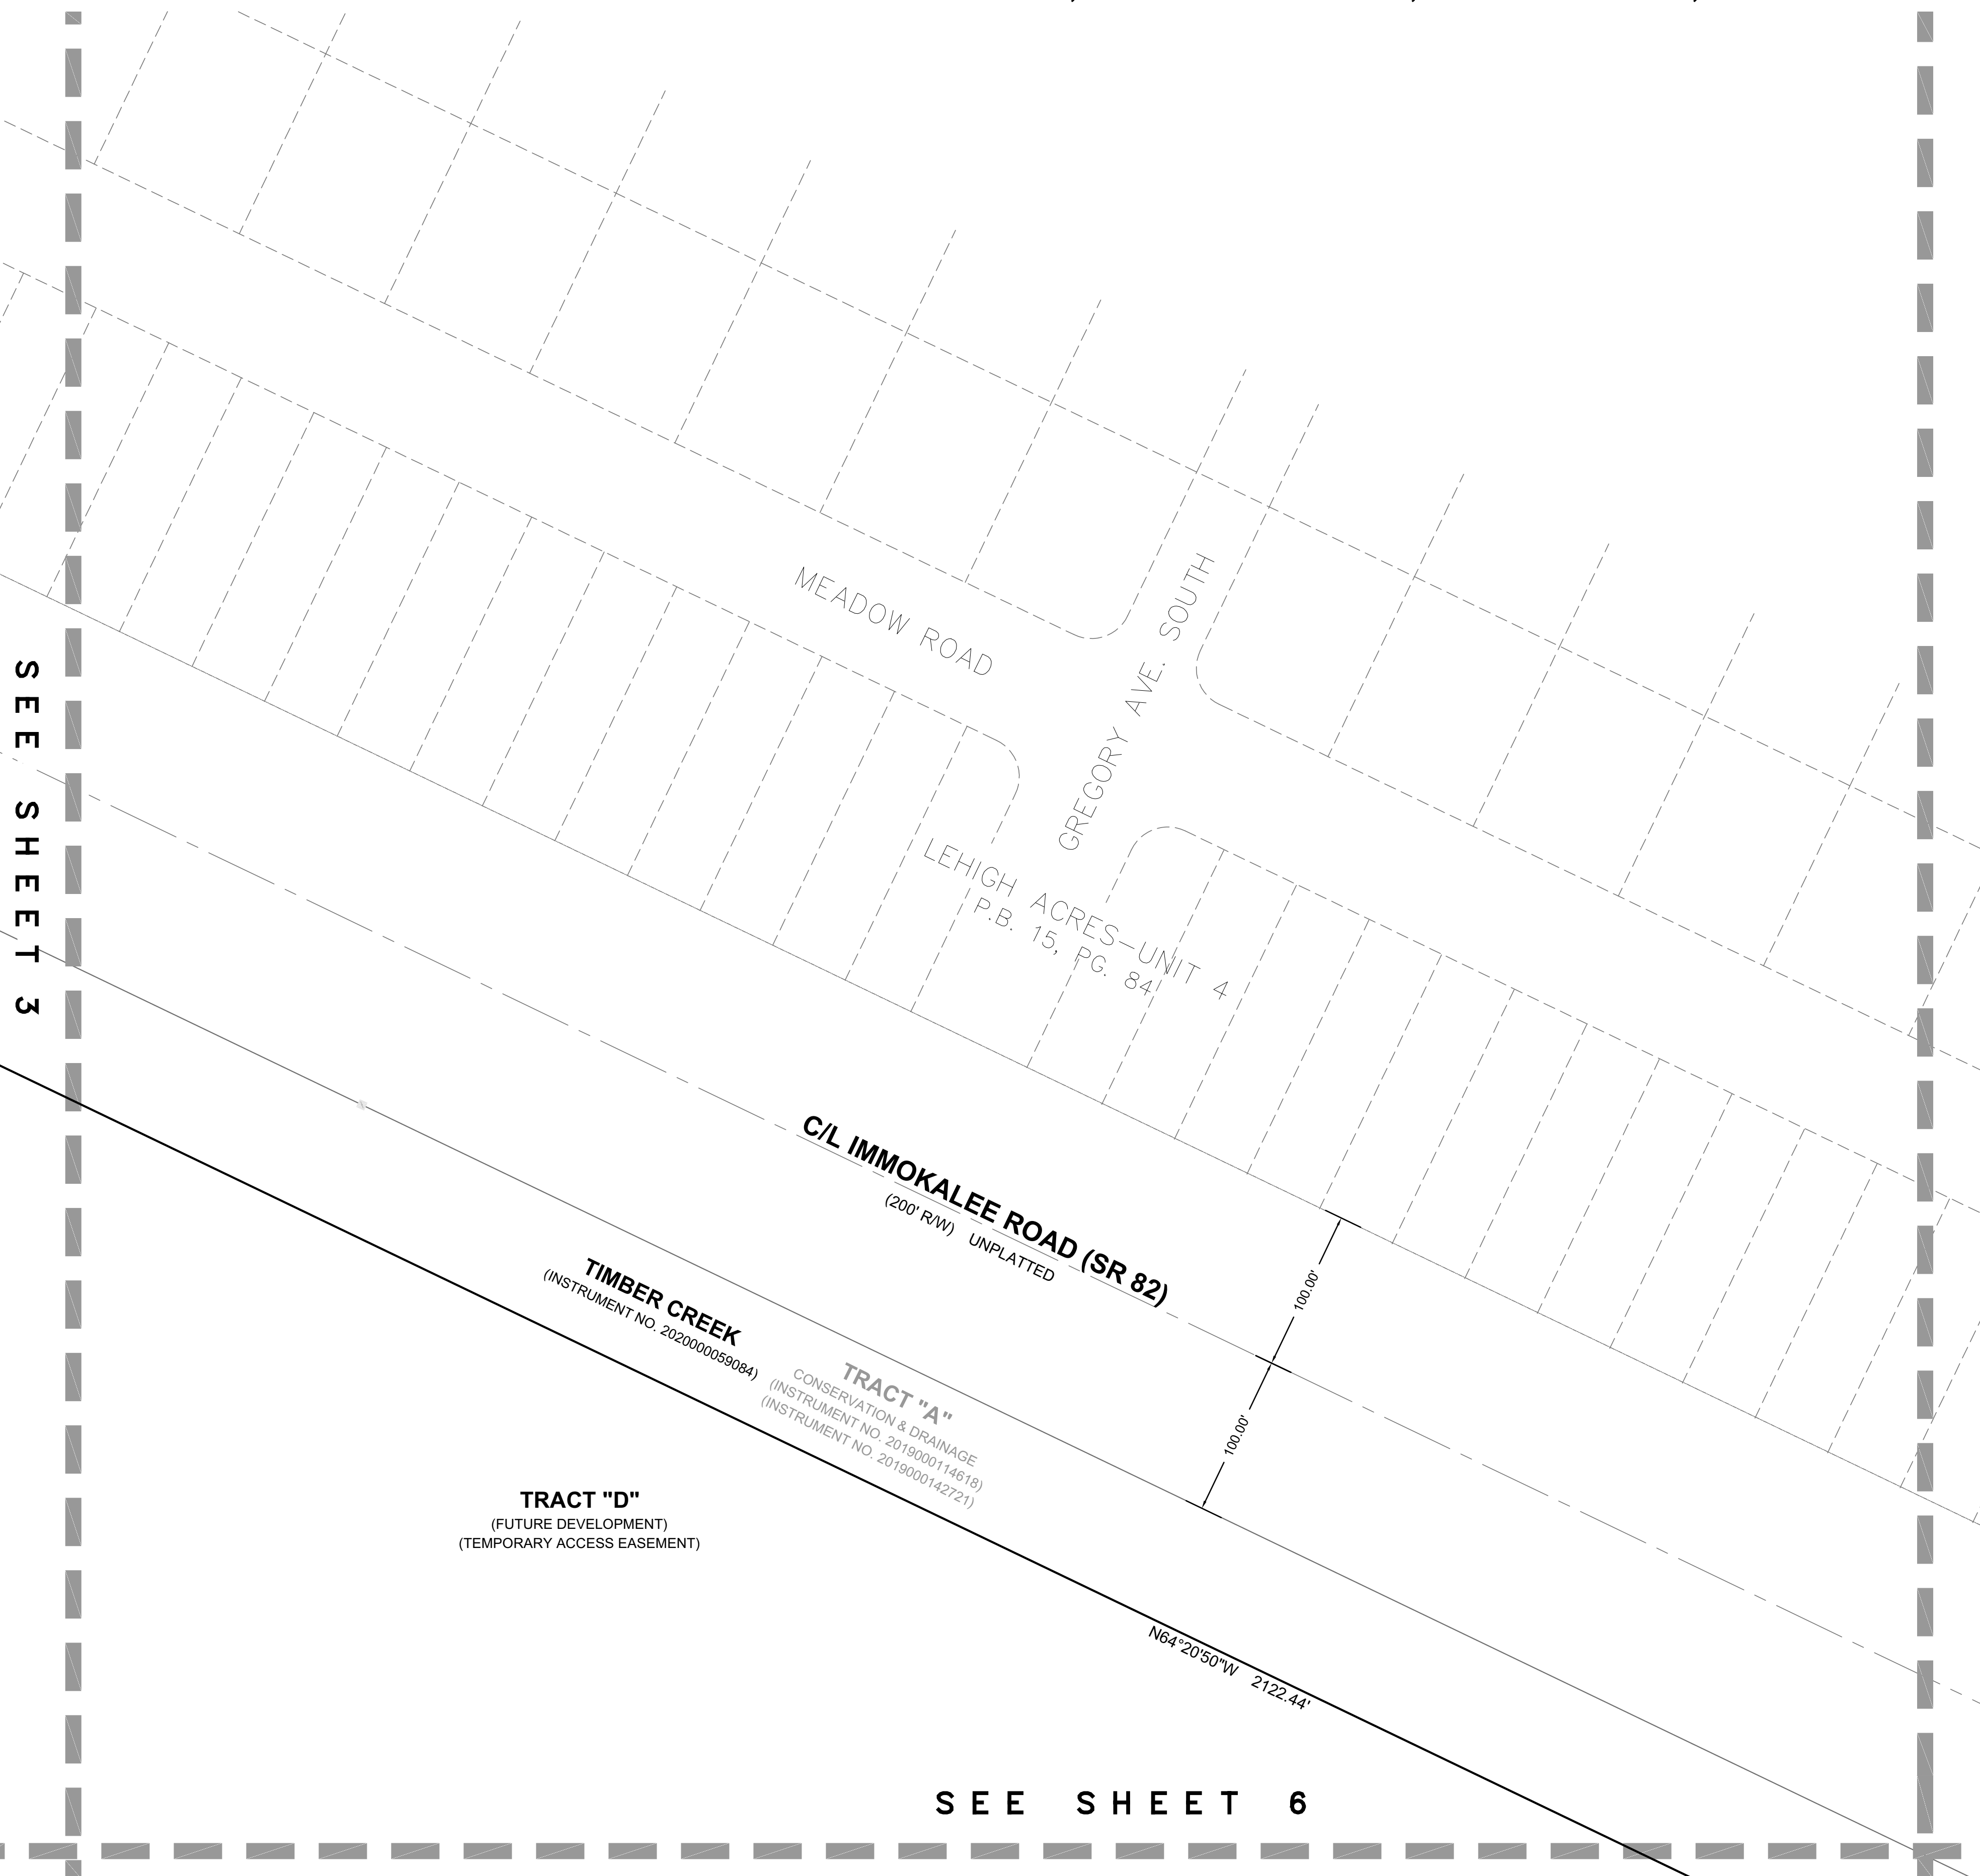 MEADOW ROAD
GREGORY AVE. SOUTH
LEHIGH ACRES-UNIT 4
P.B. 15, PG. 84
SEE SHEET 3
C/L IMMOKALEE ROAD (SR 82)
(200' R/W) UNPLATTED
100.00'
100.00'
TIMBER CREEK
(INSTRUMENT NO. 2020000059084)
TRACT "A"
CONSERVATION & DRAINAGE
(INSTRUMENT NO. 2019000114618)
(INSTRUMENT NO. 2019000142721)
TRACT "D"
(FUTURE DEVELOPMENT)
(TEMPORARY ACCESS EASEMENT)
N64°20'50"W 2122.44'
SEE SHEET 6